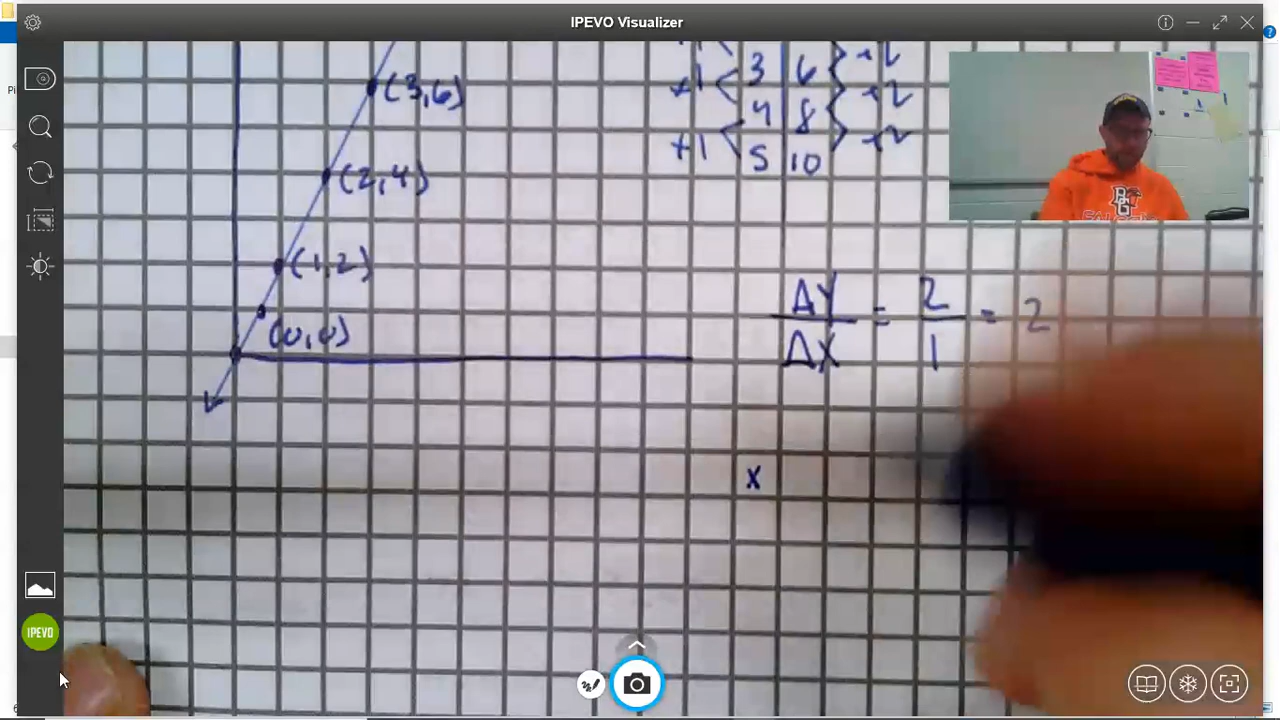 IPEVO Visualizer
+2
3 6
+1 +2
(3,6)
4 8
+1 +2
5 10
(2,4)
(1,2)
ΔY/ΔX = 2/1 = 2
(0,0)
x
BG
IPEVO